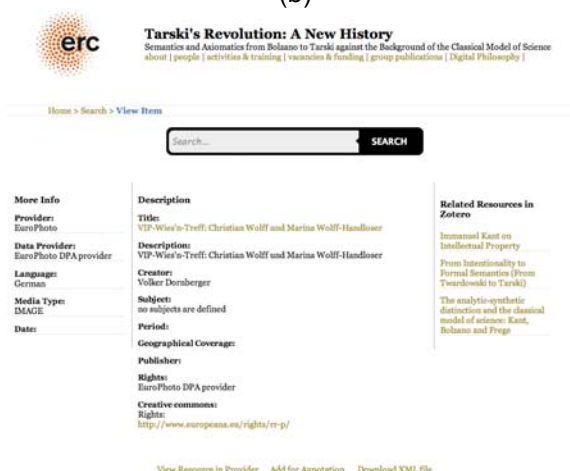 (b)
erc
Tarski's Revolution: A New History
Semantics and Axiomatics from Bolzano to Tarski against the Background of the Classical Model of Science
about | people | activities & training | vacancies & funding | group publications | Digital Philosophy |
Home > Search > View Item
Search...
SEARCH
More Info
Provider:
EuroPhoto
Data Provider:
EuroPhoto DPA provider
Language:
German
Media Type:
IMAGE
Date:
Description
Title:
VIP-Wies'n-Treff: Christian Wolff und Marina Wolff-Handloser
Description:
VIP-Wies'n-Treff: Christian Wolff und Marina Wolff-Handloser
Creator:
Volker Dornberger
Subject:
no subjects are defined
Period:
Geographical Coverage:
Publisher:
Rights:
EuroPhoto DPA provider
Creative commons:
Rights:
http://www.europeana.eu/rights/rr-p/
Related Resources in
Zotero
Immanuel Kant on
Intellectual Property
From Intentionality to
Formal Semantics (From
Twardowski to Tarski)
The analytic-synthetic
distinction and the classical
model of science: Kant,
Bolzano and Frege
View Resource in Provider Add for Annotation Download XML file